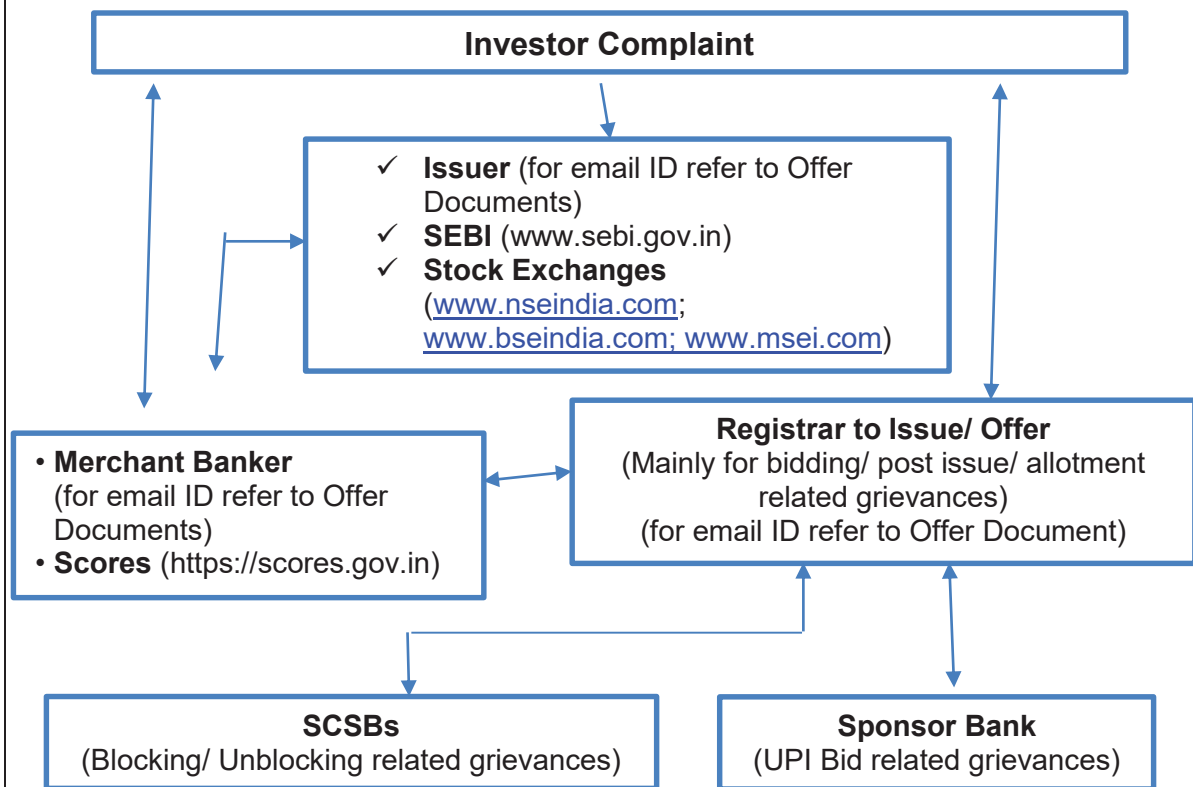 Investor Complaint
✓ Issuer (for email ID refer to Offer
Documents)
✓ SEBI (www.sebi.gov.in)
✓ Stock Exchanges
(www.nseindia.com;
www.bseindia.com; www.msei.com)
• Merchant Banker
(for email ID refer to Offer
Documents)
• Scores (https://scores.gov.in)
Registrar to Issue/ Offer
(Mainly for bidding/ post issue/ allotment
related grievances)
(for email ID refer to Offer Document)
SCSBs
(Blocking/ Unblocking related grievances)
Sponsor Bank
(UPI Bid related grievances)